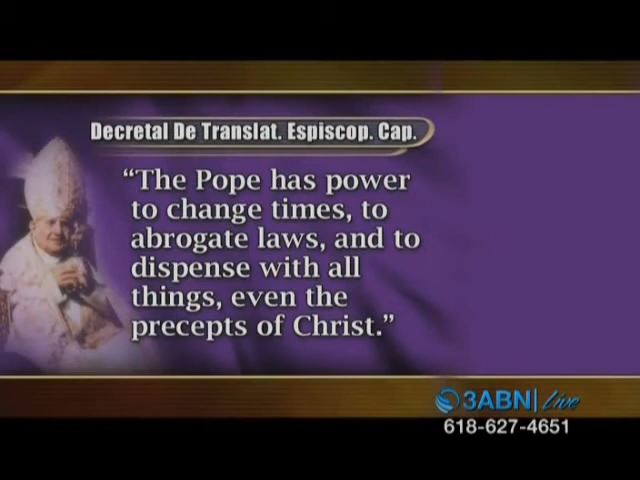 Decretal De Translat. Espiscop. Cap.
“The Pope has power
to change times, to
abrogate laws, and to
dispense with all
things, even the
precepts of Christ.”
3ABN| Live
618-627-4651